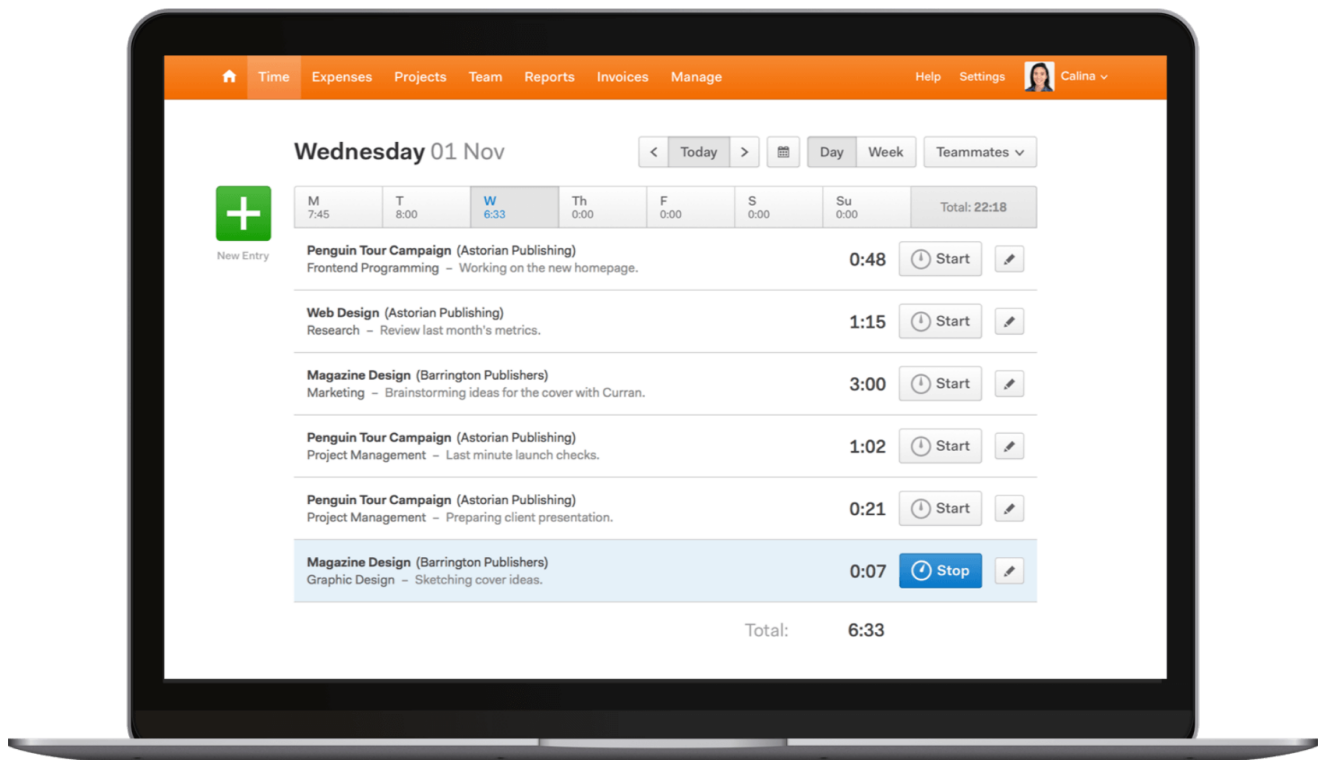 Time Expenses Projects Team Reports Invoices Manage Help Settings Calina
Wednesday 01 Nov Today Day Week Teammates
M T W Th F S Su
7:45 8:00 6:33 0:00 0:00 0:00 0:00 Total: 22:18
New Entry
Penguin Tour Campaign (Astorian Publishing)
Frontend Programming – Working on the new homepage.
0:48 Start
Web Design (Astorian Publishing)
Research – Review last month's metrics.
1:15 Start
Magazine Design (Barrington Publishers)
Marketing – Brainstorming ideas for the cover with Curran.
3:00 Start
Penguin Tour Campaign (Astorian Publishing)
Project Management – Last minute launch checks.
1:02 Start
Penguin Tour Campaign (Astorian Publishing)
Project Management – Preparing client presentation.
0:21 Start
Magazine Design (Barrington Publishers)
Graphic Design – Sketching cover ideas.
0:07 Stop
Total: 6:33